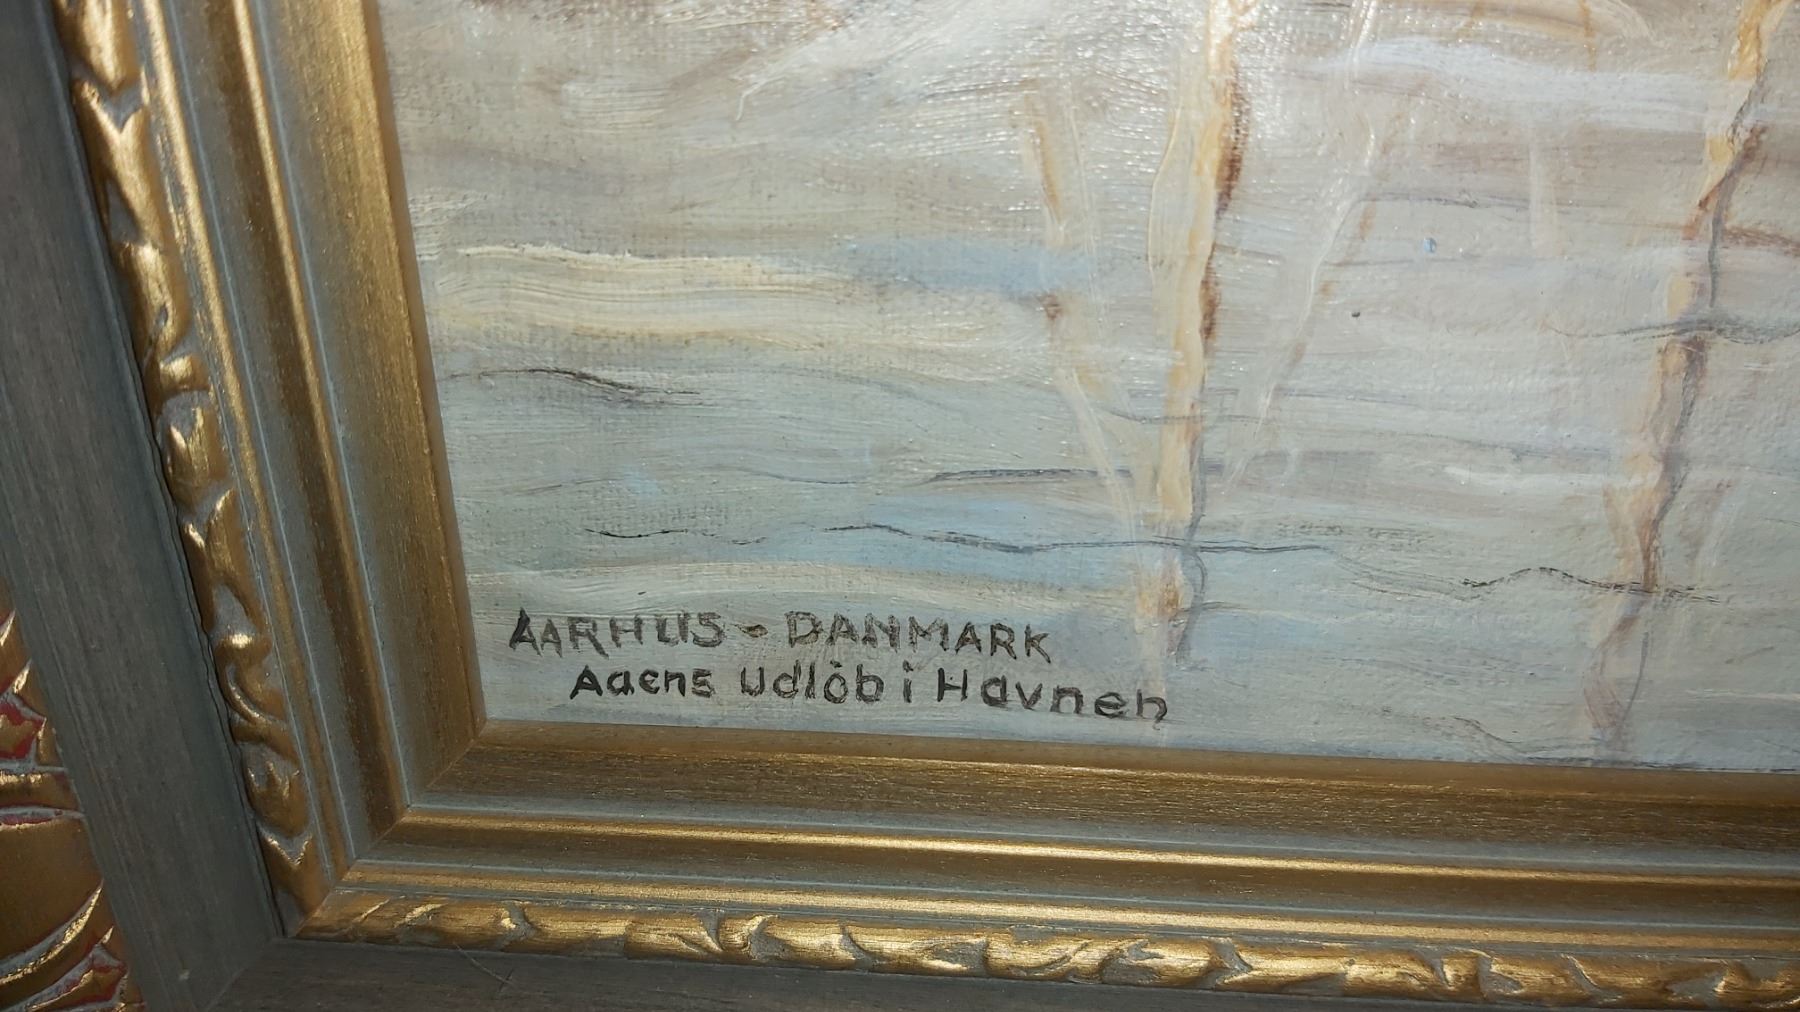 AARHUS - DANMARK
Aaens Udlöb i Havnen